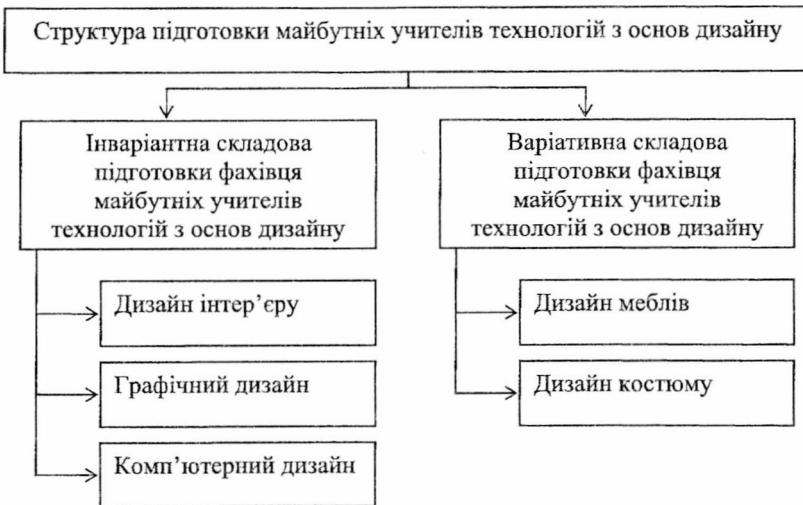 Структура підготовки майбутніх учителів технологій з основ дизайну
Інваріантна складова
підготовки фахівця
майбутніх учителів
технологій з основ дизайну
Дизайн інтер’єру
Графічний дизайн
Комп’ютерний дизайн
Варіативна складова
підготовки фахівця
майбутніх учителів
технологій з основ дизайну
Дизайн меблів
Дизайн костюму